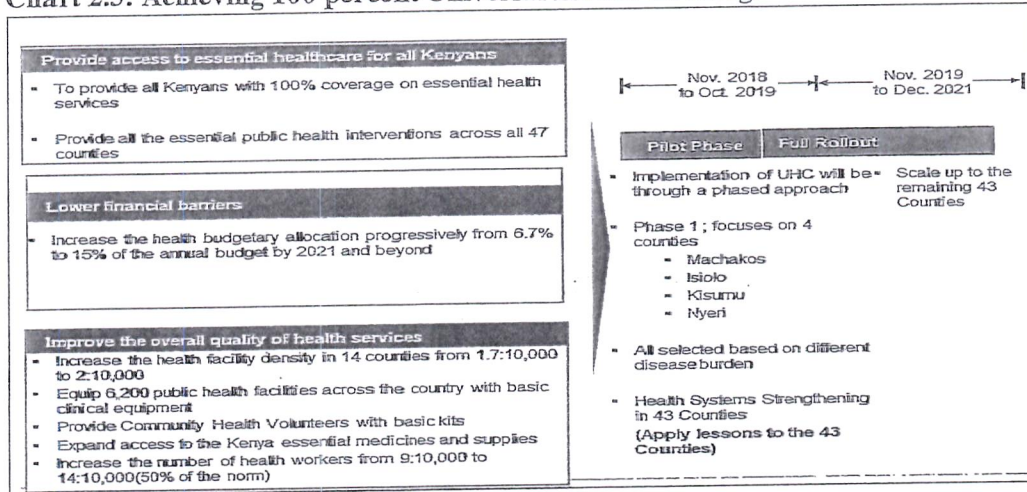 Provide access to essential healthcare for all Kenyans
- To provide all Kenyans with 100% coverage on essential health
services
- Provide all the essential public health interventions across all 47
counties
Lower financial barriers
- Increase the health budgetary allocation progressively from 6.7%
to 15% of the annual budget by 2021 and beyond
Improve the overall quality of health services
- Increase the health facility density in 14 counties from 1.7:10,000
to 2:10,000
- Equip 6,200 public health facilities across the country with basic
clinical equipment
- Provide Community Health Volunteers with basic kits
- Expand access to the Kenya essential medicines and supplies
- Increase the number of health workers from 9:10,000 to
14:10,000(50% of the norm)
Nov. 2018
to Oct. 2019
Nov. 2019
to Dec. 2021
Pilot Phase
Full Rollout
- Implementation of UHC will be
through a phased approach
- Phase 1 ; focuses on 4
counties
- Machakos
- Isiolo
- Kisumu
- Nyeri
- All selected based on different
disease burden
- Health Systems Strengthening
in 43 Counties
(Apply lessons to the 43
Counties)
- Scale up to the
remaining 43
Counties